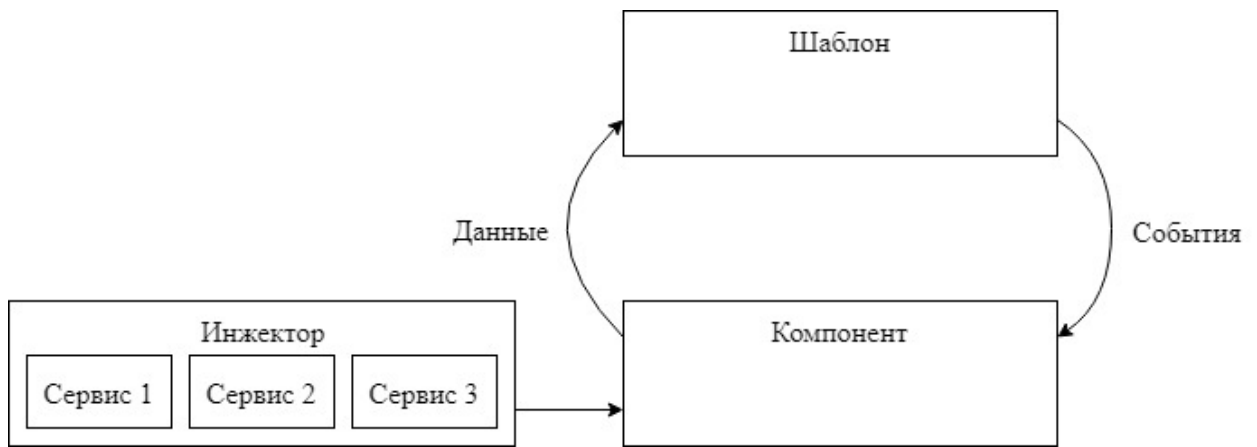 Шаблон
Данные
События
Инжектор
Компонент
Сервис 1
Сервис 2
Сервис 3